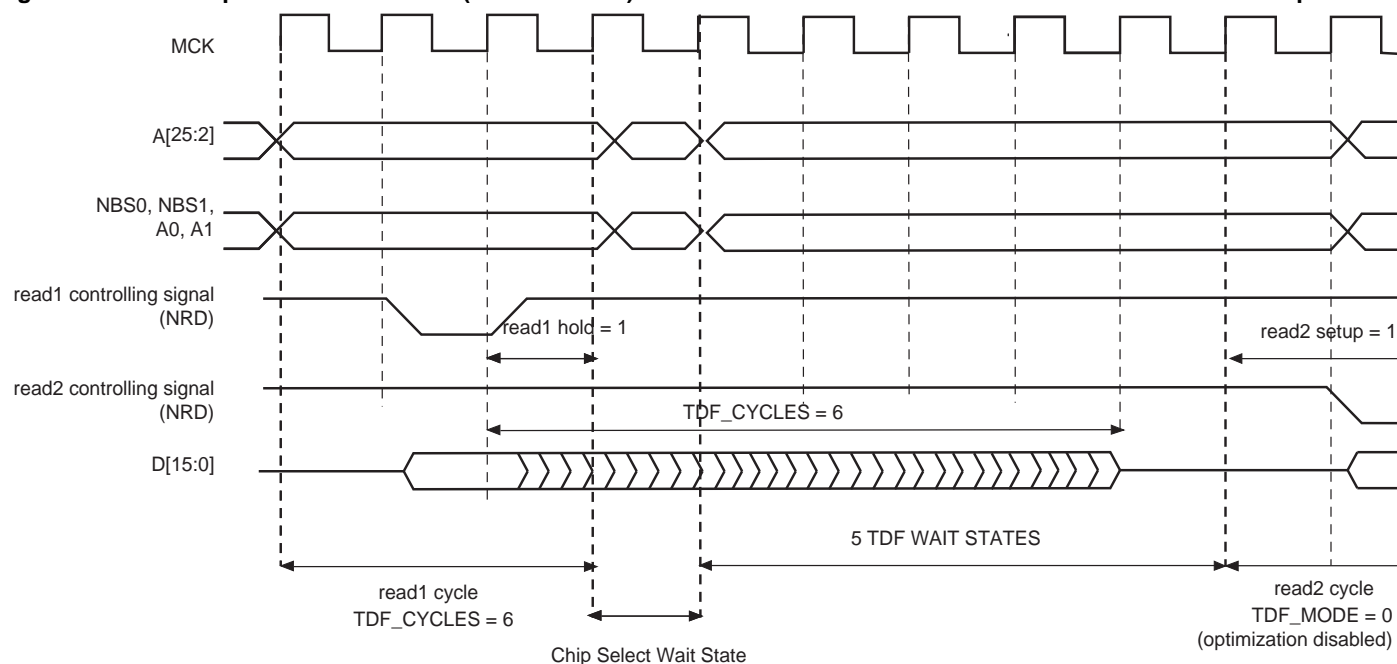 MCK
A[25:2]
NBS0, NBS1,
A0, A1
read1 controlling signal
(NRD)
read1 hold = 1
read2 setup = 1
read2 controlling signal
(NRD)
TDF_CYCLES = 6
D[15:0]
5 TDF WAIT STATES
read1 cycle
TDF_CYCLES = 6
Chip Select Wait State
read2 cycle
TDF_MODE = 0
(optimization disabled)